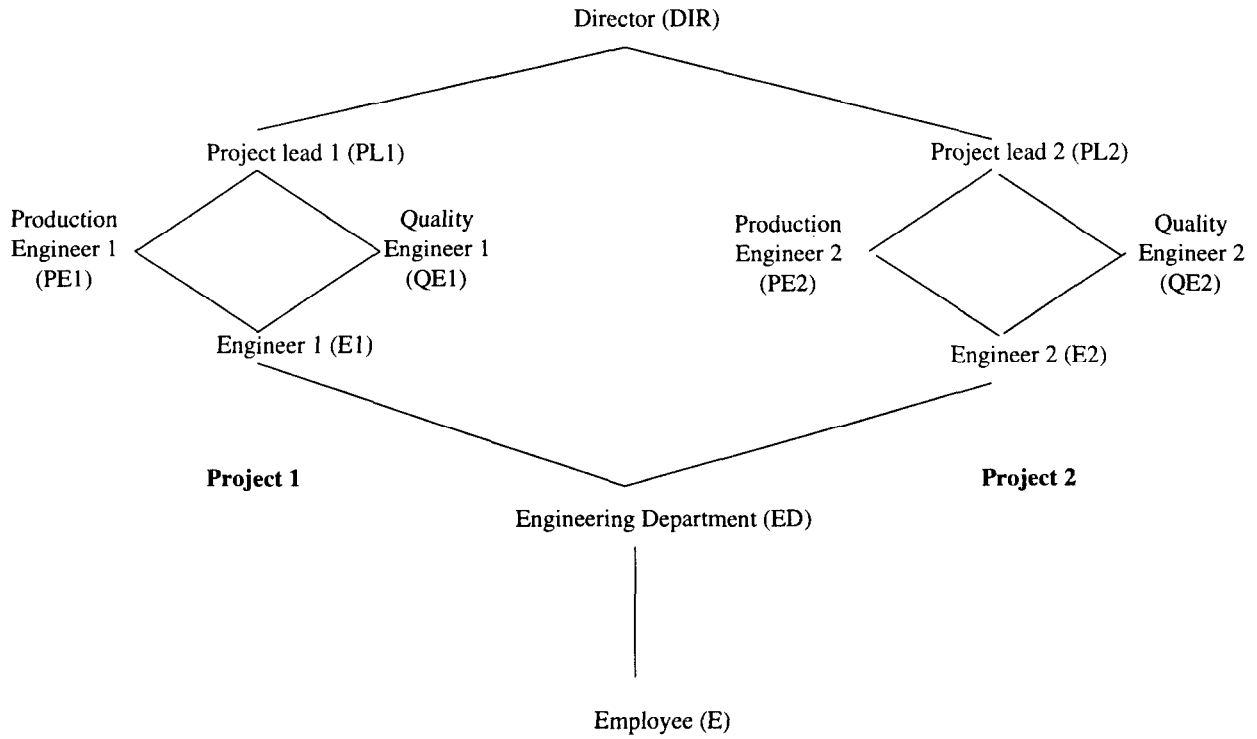 Director (DIR)
Project lead 1 (PL1)
Project lead 2 (PL2)
Production
Engineer 1
(PE1)
Quality
Engineer 1
(QE1)
Production
Engineer 2
(PE2)
Quality
Engineer 2
(QE2)
Engineer 1 (E1)
Engineer 2 (E2)
Project 1
Project 2
Engineering Department (ED)
Employee (E)